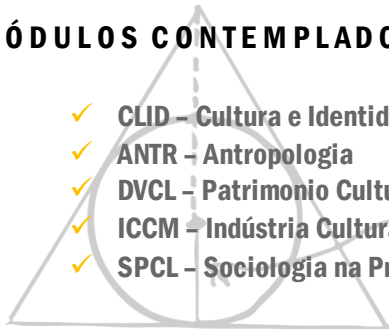 ÓDULOS CONTEMPLADO
CLID – Cultura e Identid
ANTR – Antropologia
DVCL – Patrimonio Cultu
ICCM – Indústria Cultura
SPCL – Sociologia na Pr